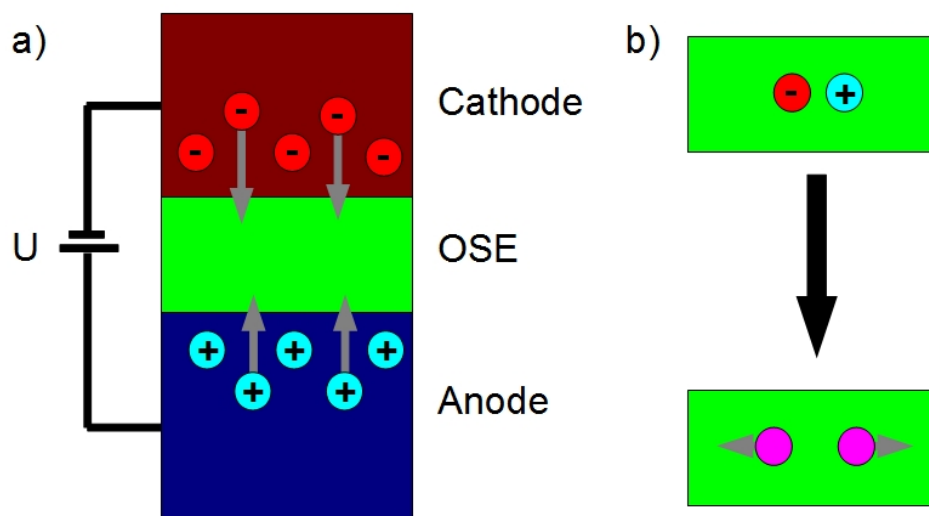 a)
b)
Cathode
- -
- - -
U
OSE
+ + +
+ +
Anode
- +